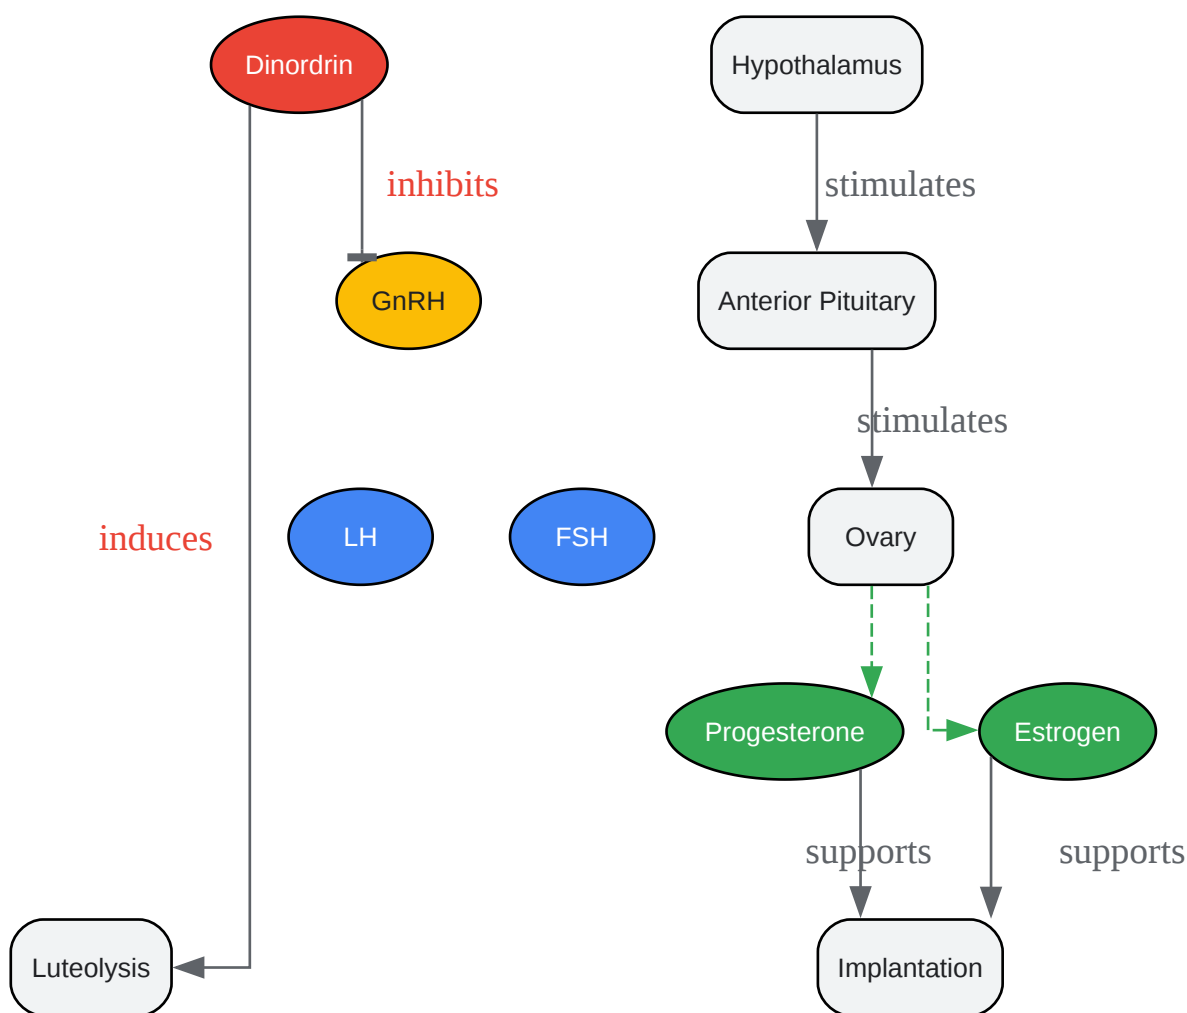 Dinordrin
Hypothalamus
inhibits
stimulates
GnRH
Anterior Pituitary
stimulates
induces
LH
FSH
Ovary
Progesterone
Estrogen
supports
supports
Luteolysis
Implantation